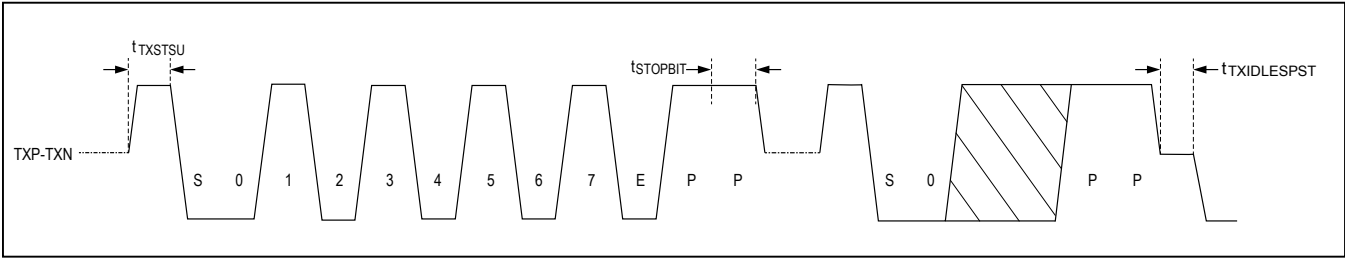 tTXSTSU
tSTOPBIT
tTXIDLESPST
TXP-TXN
S 0 1 2 3 4 5 6 7 E P P S 0 P P